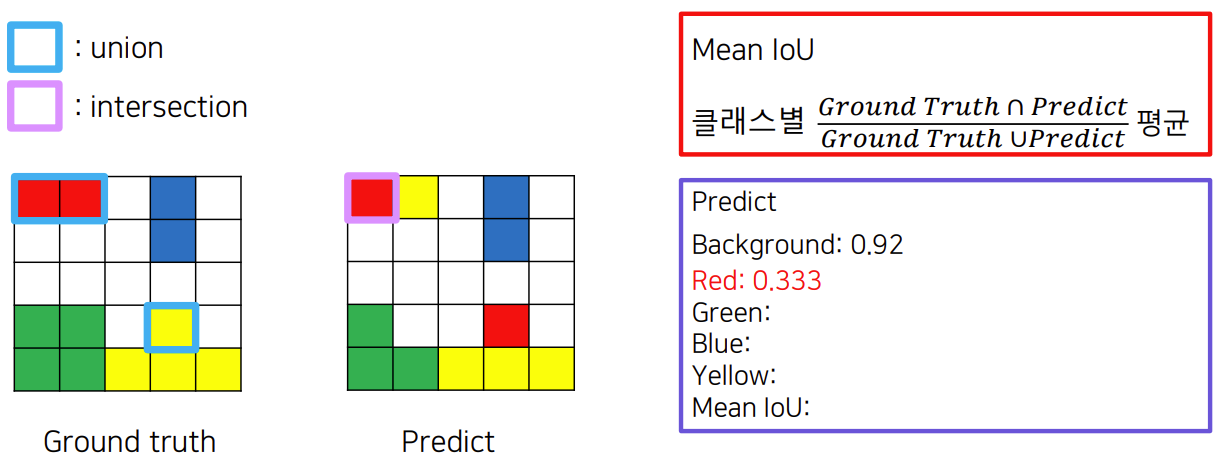 : union
: intersection
Mean IoU
클래스별 Ground Truth ∩ Predict / Ground Truth ∪Predict 평균
Predict
Background: 0.92
Red: 0.333
Green:
Blue:
Yellow:
Mean IoU:
Ground truth
Predict